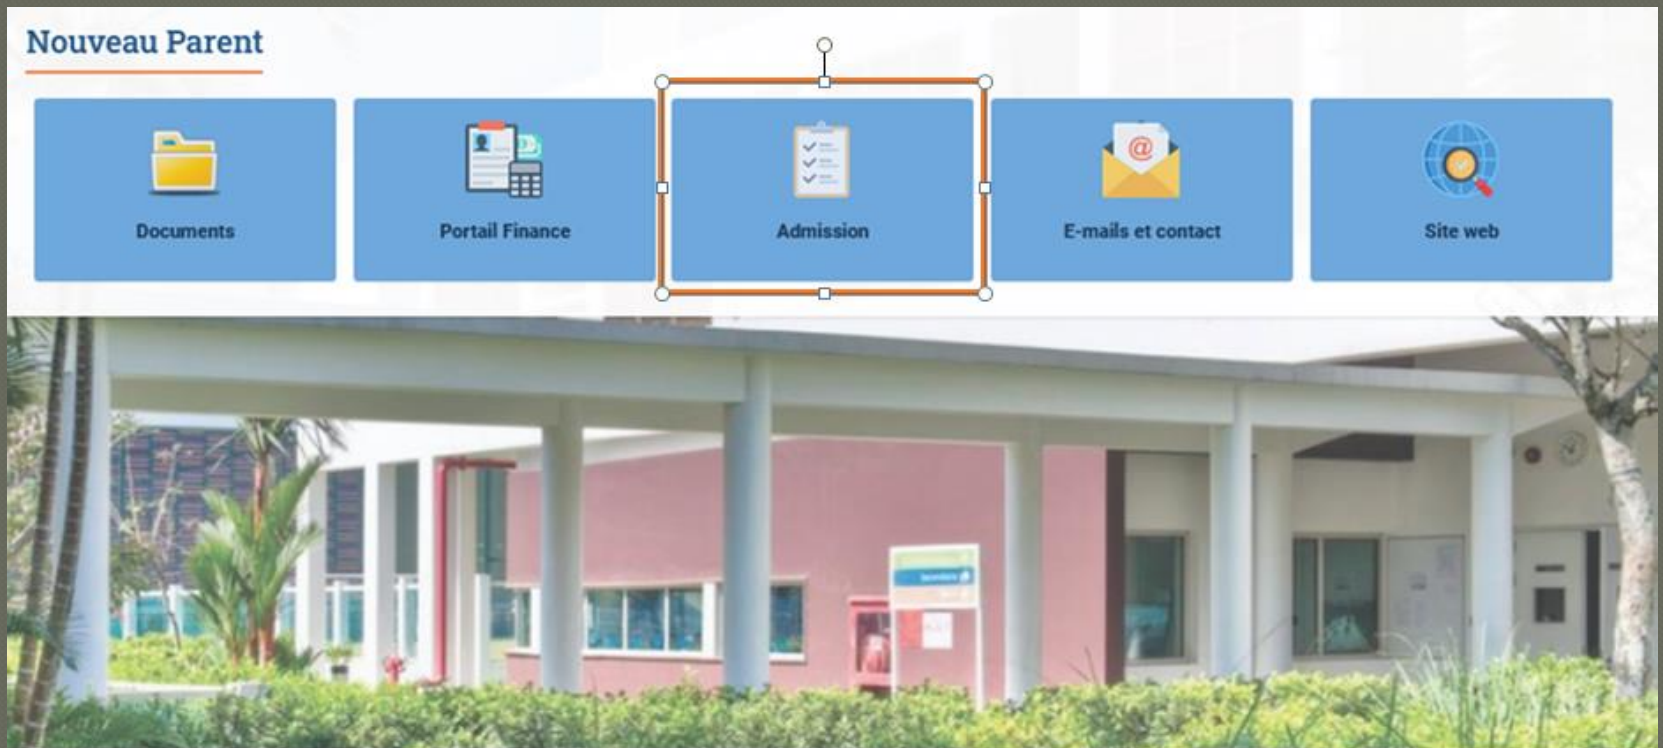 Nouveau Parent
Documents
Portail Finance
Admission
E-mails et contact
Site web